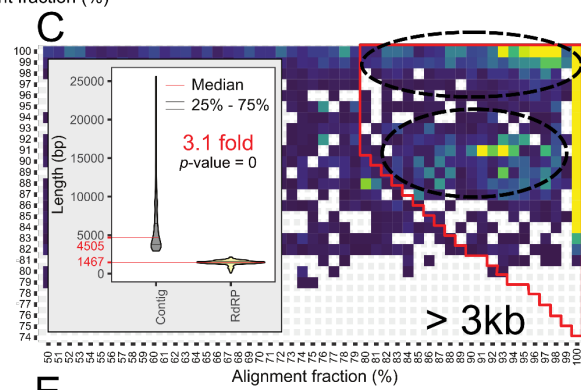 nt fraction (%)
C
100
99
98
97
96
95
94
93
92
91
90
89
88
87
86
85
84
83
82
81
80
79
78
77
76
75
74
Length (bp)
25000
20000
15000
10000
5000
4505
1467
0
Median
25% - 75%
3.1 fold
p-value = 0
Contig
RdRP
> 3kb
50 51 52 53 54 55 56 57 58 59 60 61 62 63 64 65 66 67 68 69 70 71 72 73 74 75 76 77 78 79 80 81 82 83 84 85 86 87 88 89 90 91 92 93 94 95 96 97 98 99 100
Alignment fraction (%)